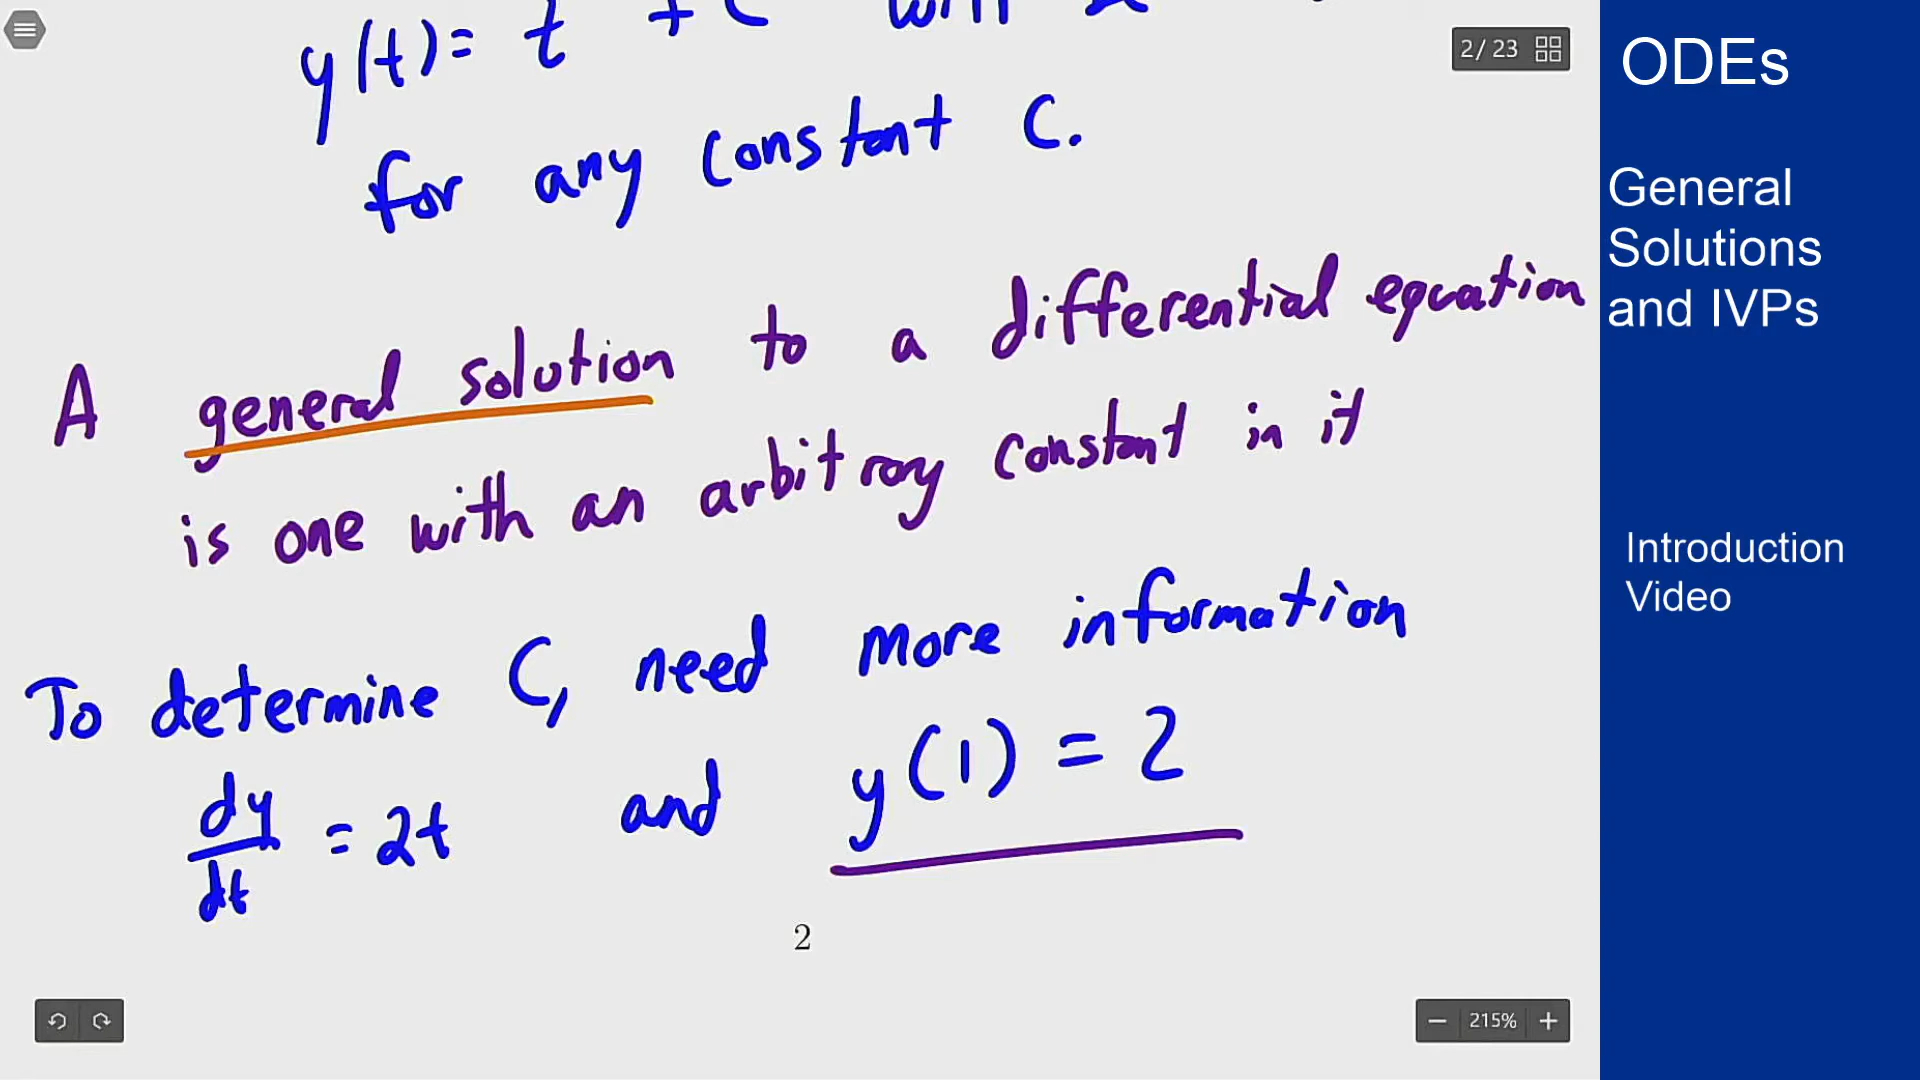 y(t) = t + C will
for any constant C.
A general solution to a differential equation
is one with an arbitrary constant in it
To determine C, need more information
dy/dt = 2t and y(1) = 2
2
2 / 23
215%
ODEs
General
Solutions
and IVPs
Introduction
Video